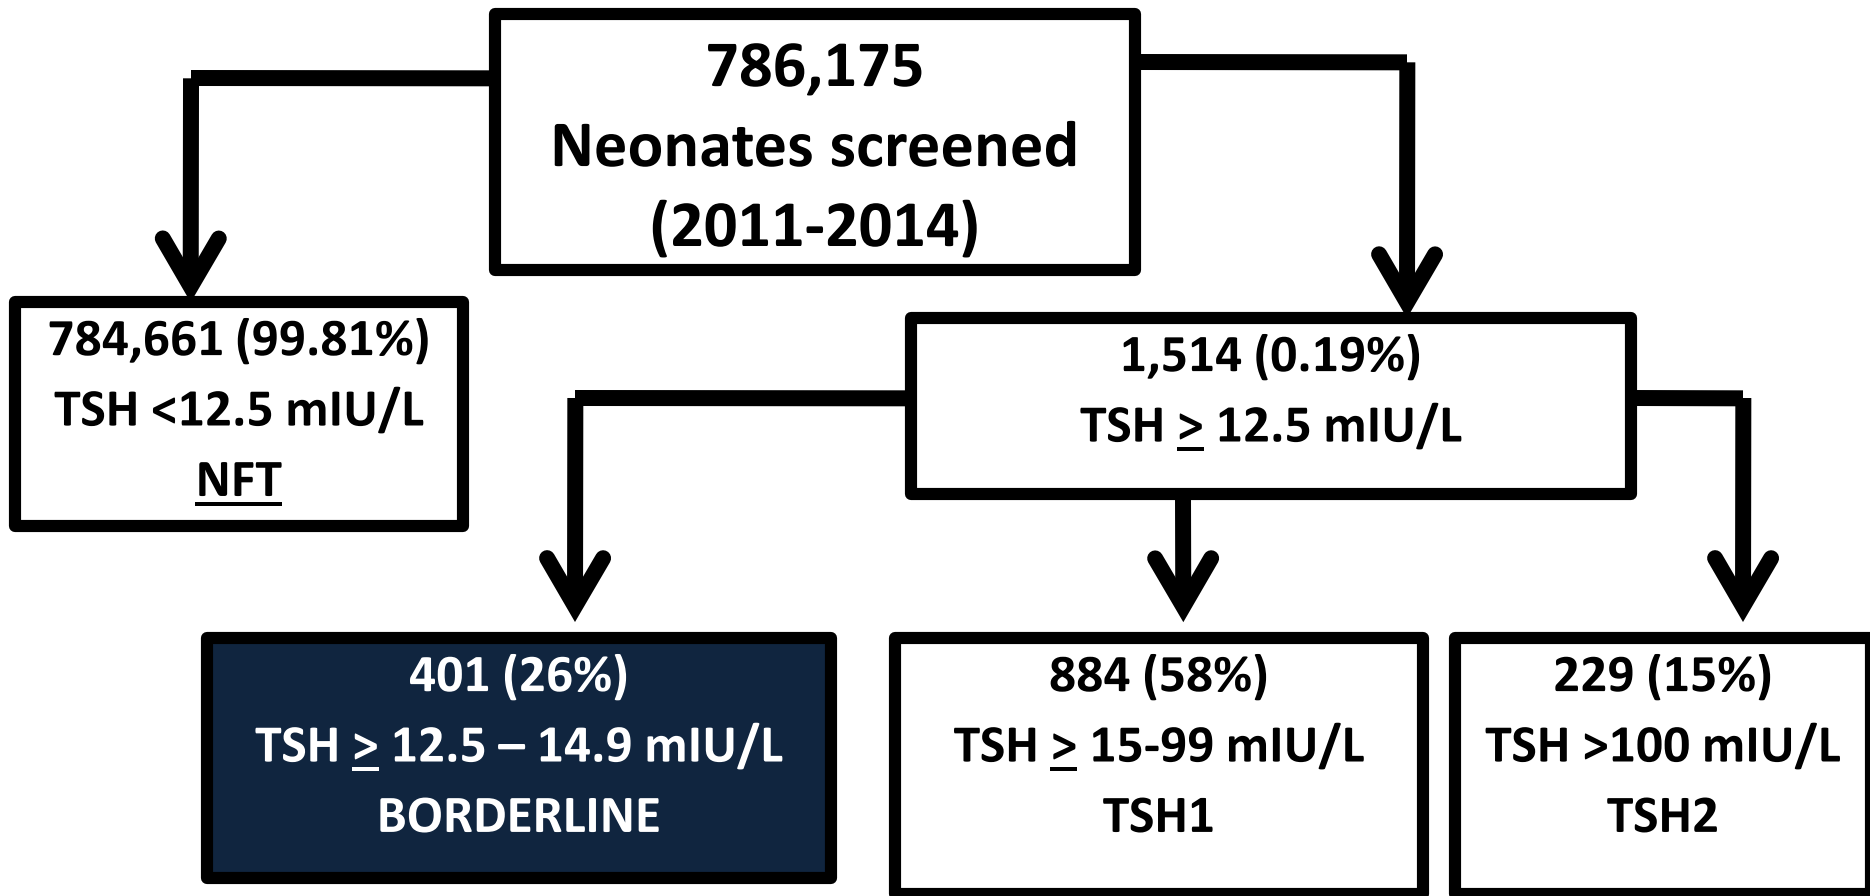 786,175
Neonates screened
(2011-2014)
784,661 (99.81%)
TSH <12.5 mIU/L
NFT
1,514 (0.19%)
TSH ≥ 12.5 mIU/L
401 (26%)
TSH ≥ 12.5 – 14.9 mIU/L
BORDERLINE
884 (58%)
TSH ≥ 15-99 mIU/L
TSH1
229 (15%)
TSH >100 mIU/L
TSH2